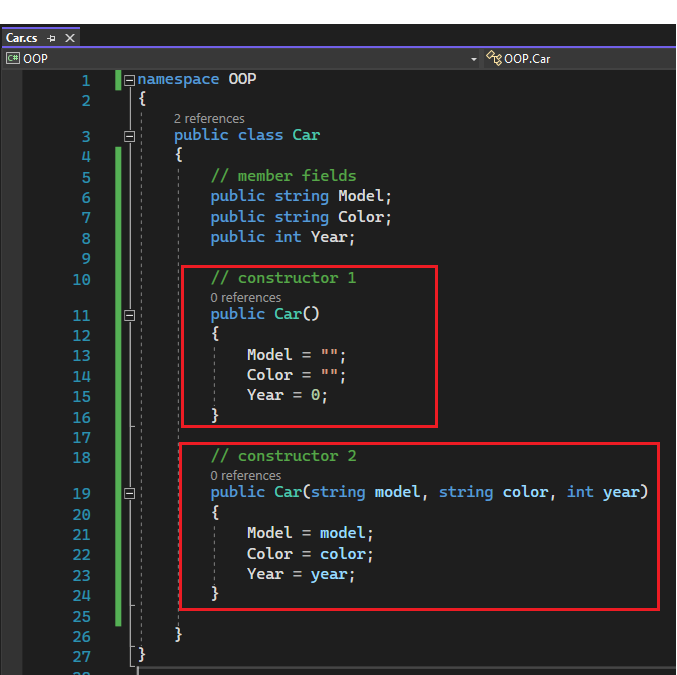 Car.cs
OOP OOP.Car
1 namespace OOP
2 {
2 references
3 public class Car
4 {
5 // member fields
6 public string Model;
7 public string Color;
8 public int Year;
9
10 // constructor 1
0 references
11 public Car()
12 {
13 Model = "";
14 Color = "";
15 Year = 0;
16 }
17
18 // constructor 2
0 references
19 public Car(string model, string color, int year)
20 {
21 Model = model;
22 Color = color;
23 Year = year;
24 }
25
26 }
27 }